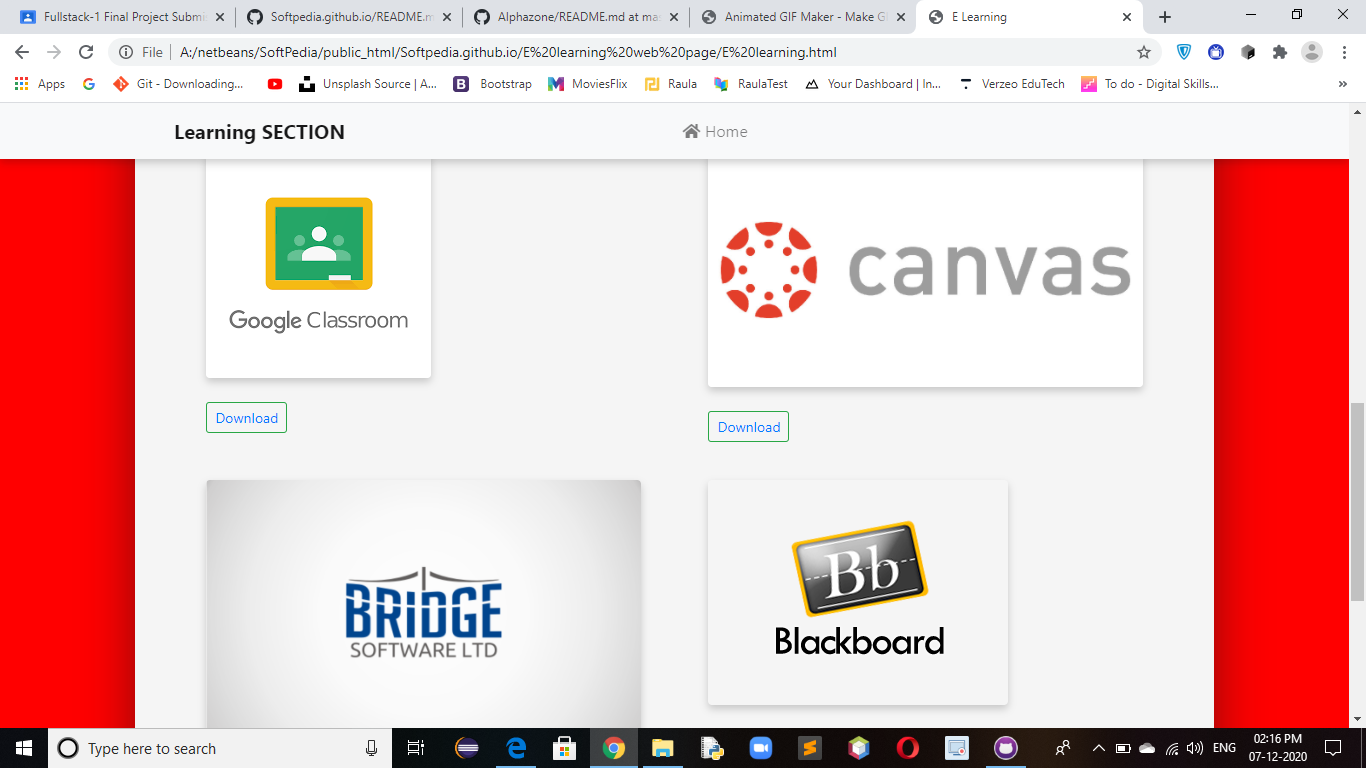 Fullstack-1 Final Project Submi
Softpedia.github.io/README.m
Alphazone/README.md at mas
Animated GIF Maker - Make GI
E Learning
File
A:/netbeans/SoftPedia/public_html/Softpedia.github.io/E%20learning%20web%20page/E%20learning.html
Apps
Git - Downloading...
Unsplash Source | A...
Bootstrap
MoviesFlix
Raula
RaulaTest
Your Dashboard | In...
Verzeo EduTech
To do - Digital Skills...
»
Learning SECTION
Home
Google Classroom
canvas
Download
Download
BRIDGE
SOFTWARE LTD
Bb
Blackboard
Type here to search
ENG
02:16 PM
07-12-2020